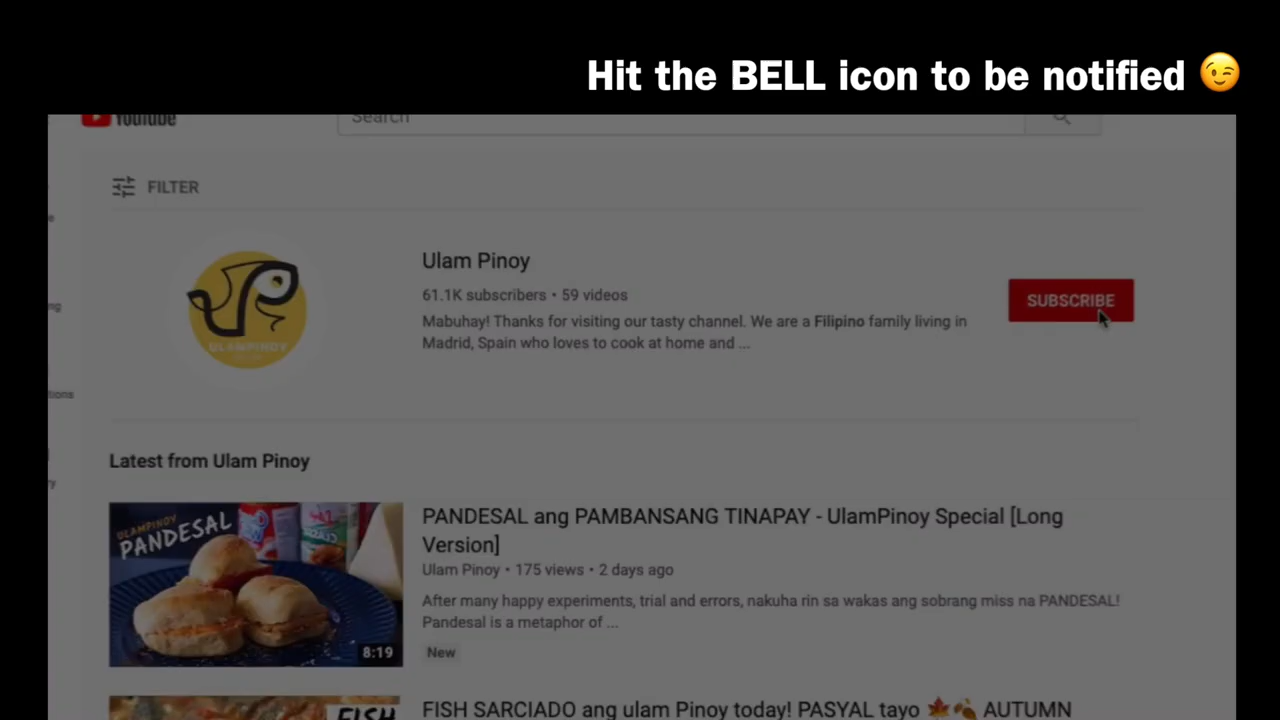 Hit the BELL icon to be notified 😉
YouTube
Search
FILTER
Ulam Pinoy
61.1K subscribers • 59 videos
SUBSCRIBE
Mabuhay! Thanks for visiting our tasty channel. We are a Filipino family living in
Madrid, Spain who loves to cook at home and ...
ULAMPINOY
Latest from Ulam Pinoy
ULAMPINOY
PANDESAL
8:19
PANDESAL ang PAMBANSANG TINAPAY - UlamPinoy Special [Long
Version]
Ulam Pinoy • 175 views • 2 days ago
After many happy experiments, trial and errors, nakuha rin sa wakas ang sobrang miss na PANDESAL!
Pandesal is a metaphor of ...
New
FISH
FISH SARCIADO ang ulam Pinoy today! PASYAL tayo 🍁🍂 AUTUMN